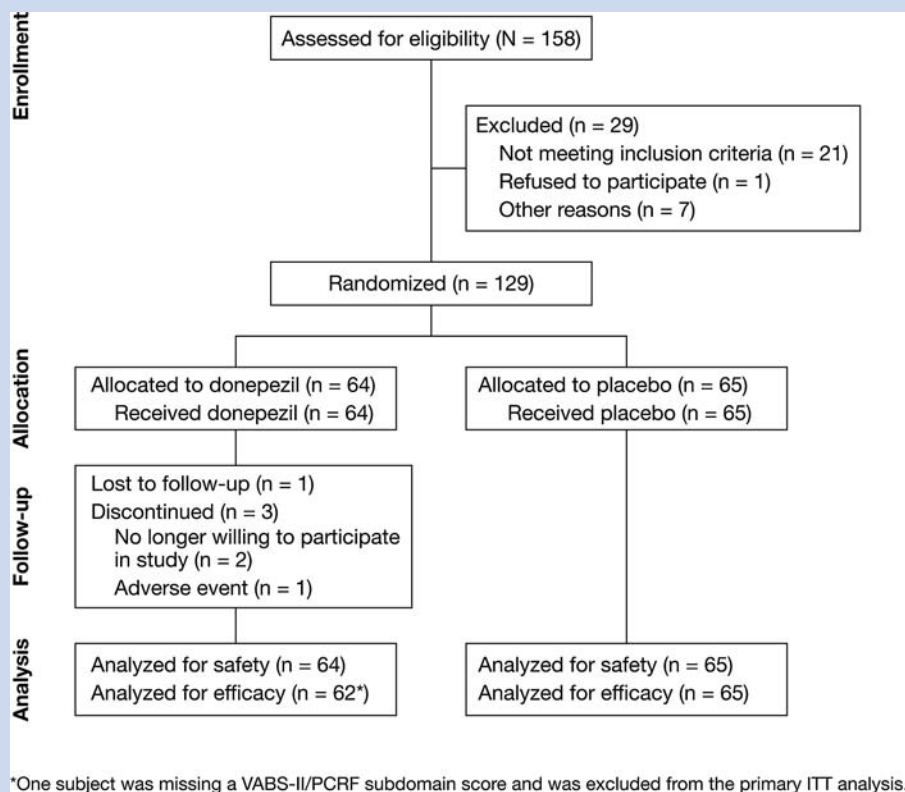 Enrollment
Assessed for eligibility (N = 158)
Excluded (n = 29)
Not meeting inclusion criteria (n = 21)
Refused to participate (n = 1)
Other reasons (n = 7)
Randomized (n = 129)
Allocation
Allocated to donepezil (n = 64)
Received donepezil (n = 64)
Allocated to placebo (n = 65)
Received placebo (n = 65)
Follow-up
Lost to follow-up (n = 1)
Discontinued (n = 3)
No longer willing to participate
in study (n = 2)
Adverse event (n = 1)
Analysis
Analyzed for safety (n = 64)
Analyzed for efficacy (n = 62*)
Analyzed for safety (n = 65)
Analyzed for efficacy (n = 65)
*One subject was missing a VABS-II/PCRF subdomain score and was excluded from the primary ITT analysis.